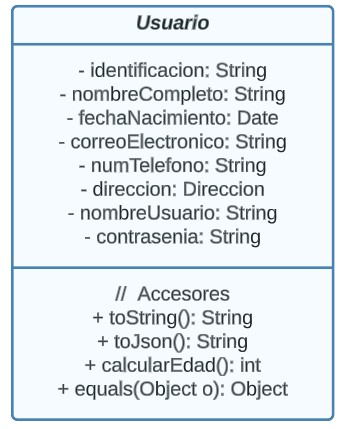 Usuario
- identificacion: String
- nombreCompleto: String
- fechaNacimiento: Date
- correoElectronico: String
- numTelefono: String
- direccion: Direccion
- nombreUsuario: String
- contrasenia: String
// Accesores
+ toString(): String
+ toJson(): String
+ calcularEdad(): int
+ equals(Object o): Object